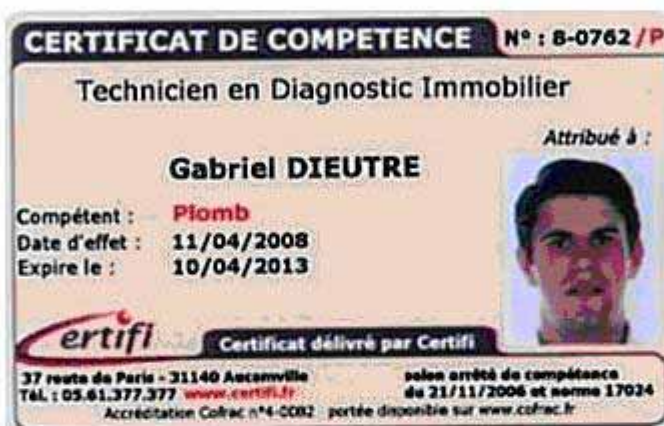 CERTIFICAT DE COMPETENCE N° : 8-0762 /P
Technicien en Diagnostic Immobilier
Attribué à :
Gabriel DIEUTRE
Compétent : Plomb
Date d'effet : 11/04/2008
Expire le : 10/04/2013
Certifi
Certificat délivré par Certifi
37 route de Paris - 31140 Aucamville
Tél. : 05.61.377.377 www.certifi.fr
selon arrêté de compétence
du 21/11/2006 et norme 17024
Accréditation Cofrac n°4-0082 portée disponible sur www.cofrac.fr